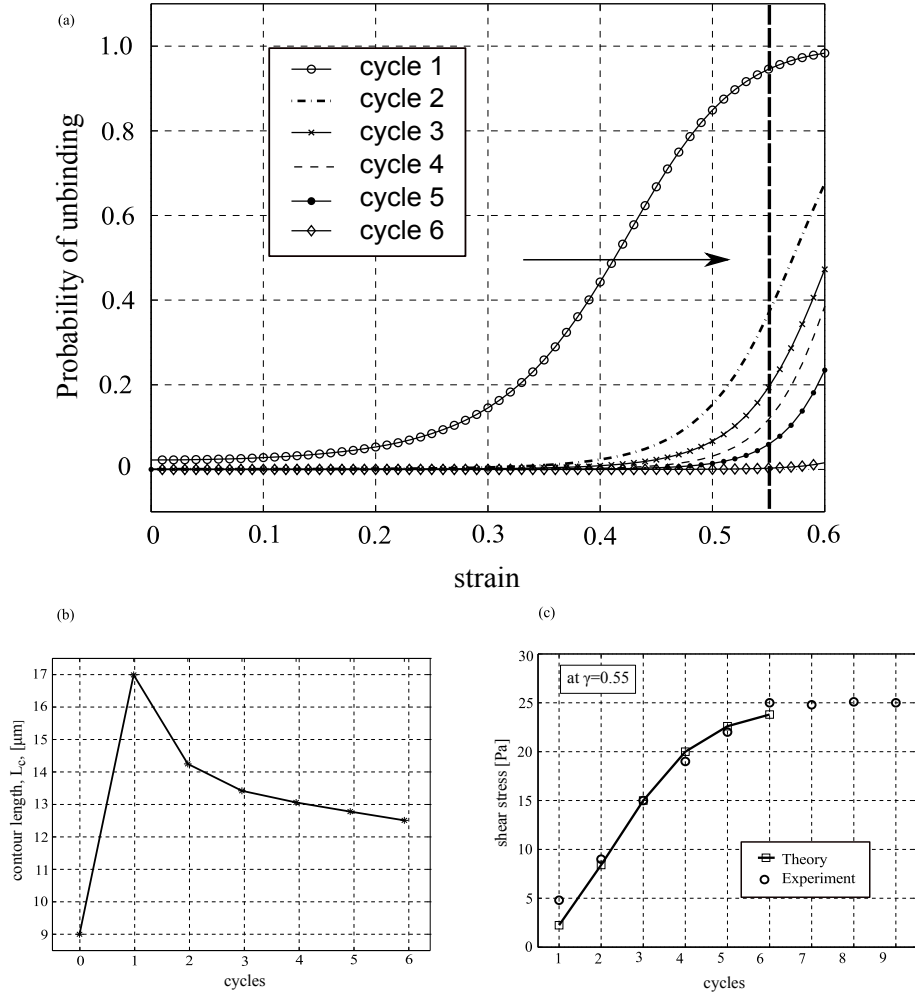 (a)
1.0
0.8
0.6
0.4
0.2
0
Probability of unbinding
cycle 1
cycle 2
cycle 3
cycle 4
cycle 5
cycle 6
0 0.1 0.2 0.3 0.4 0.5 0.6
strain
(b)
17
16
15
14
13
12
11
10
9
contour length, Lc, [μm]
0 1 2 3 4 5 6
cycles
(c)
30
25
20
15
10
5
0
shear stress [Pa]
at γ=0.55
Theory
Experiment
1 2 3 4 5 6 7 8 9
cycles